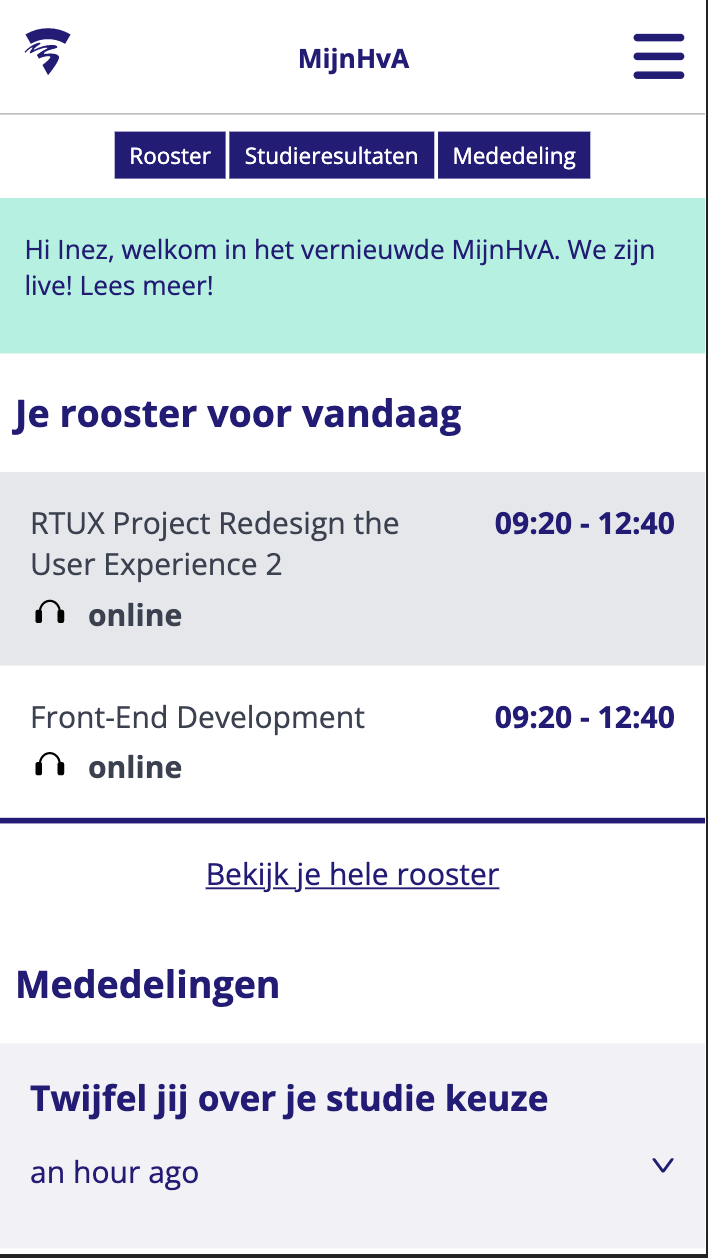 MijnHvA
Rooster Studieresultaten Mededeling
Hi Inez, welkom in het vernieuwde MijnHvA. We zijn
live! Lees meer!
Je rooster voor vandaag
RTUX Project Redesign the 09:20 - 12:40
User Experience 2
online
Front-End Development 09:20 - 12:40
online
Bekijk je hele rooster
Mededelingen
Twijfel jij over je studie keuze
an hour ago